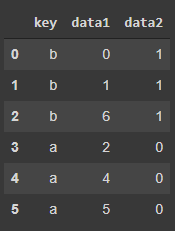 key data1 data2
0 b 0 1
1 b 1 1
2 b 6 1
3 a 2 0
4 a 4 0
5 a 5 0